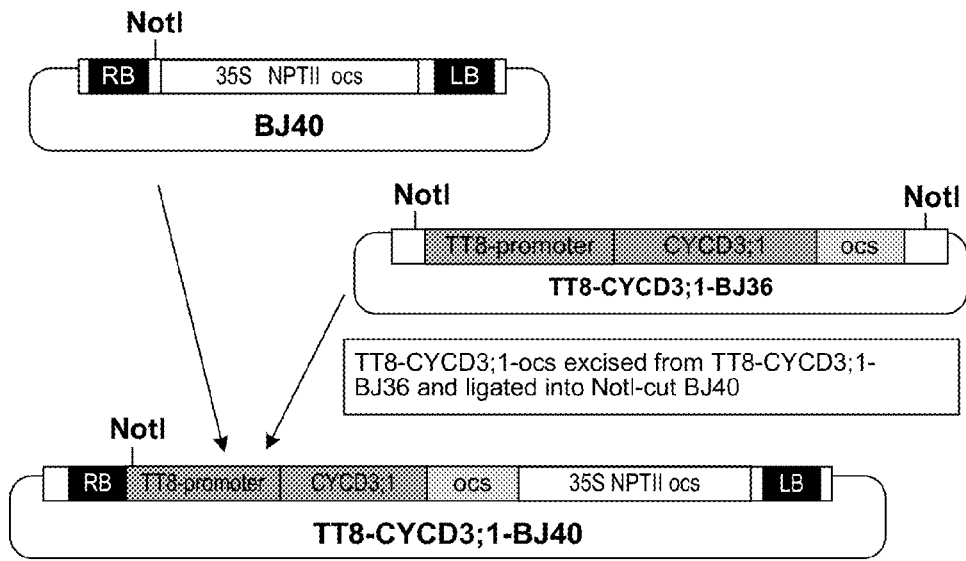 NotI
RB 35S NPTII ocs LB
BJ40
NotI NotI
TT8-promoter CYCD3;1 ocs
TT8-CYCD3;1-BJ36
TT8-CYCD3;1-ocs excised from TT8-CYCD3;1-
BJ36 and ligated into NotI-cut BJ40
NotI
RB TT8-promoter CYCD3;1 ocs 35S NPTII ocs LB
TT8-CYCD3;1-BJ40